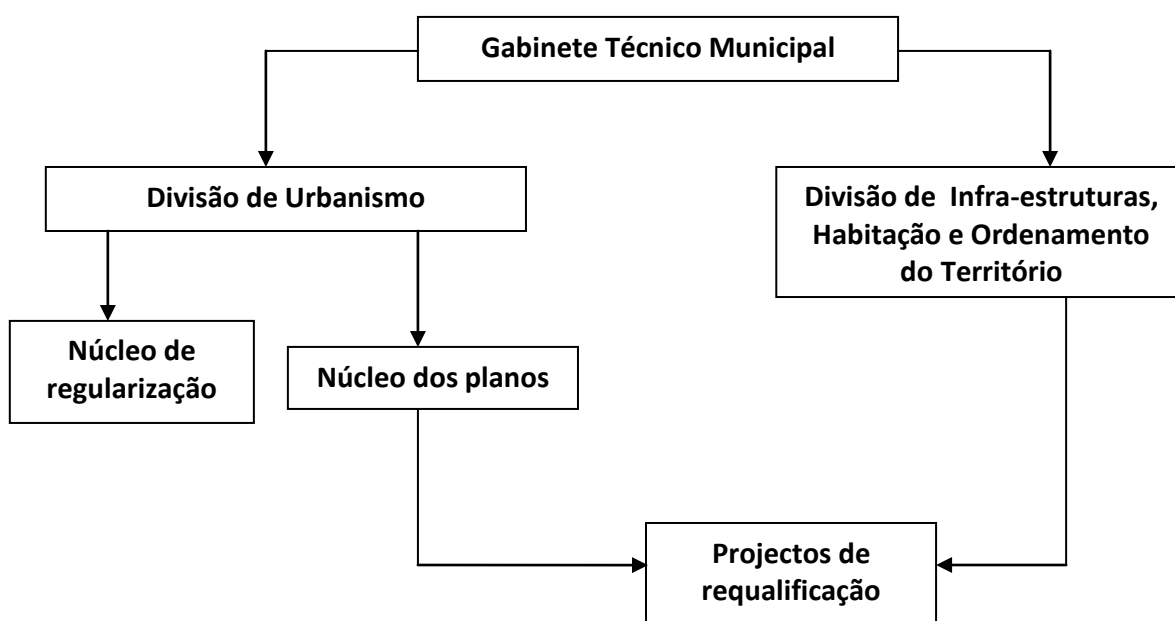 Gabinete Técnico Municipal
Divisão de Urbanismo
Divisão de Infra-estruturas,
Habitação e Ordenamento
do Território
Núcleo de
regularização
Núcleo dos planos
Projectos de
requalificação